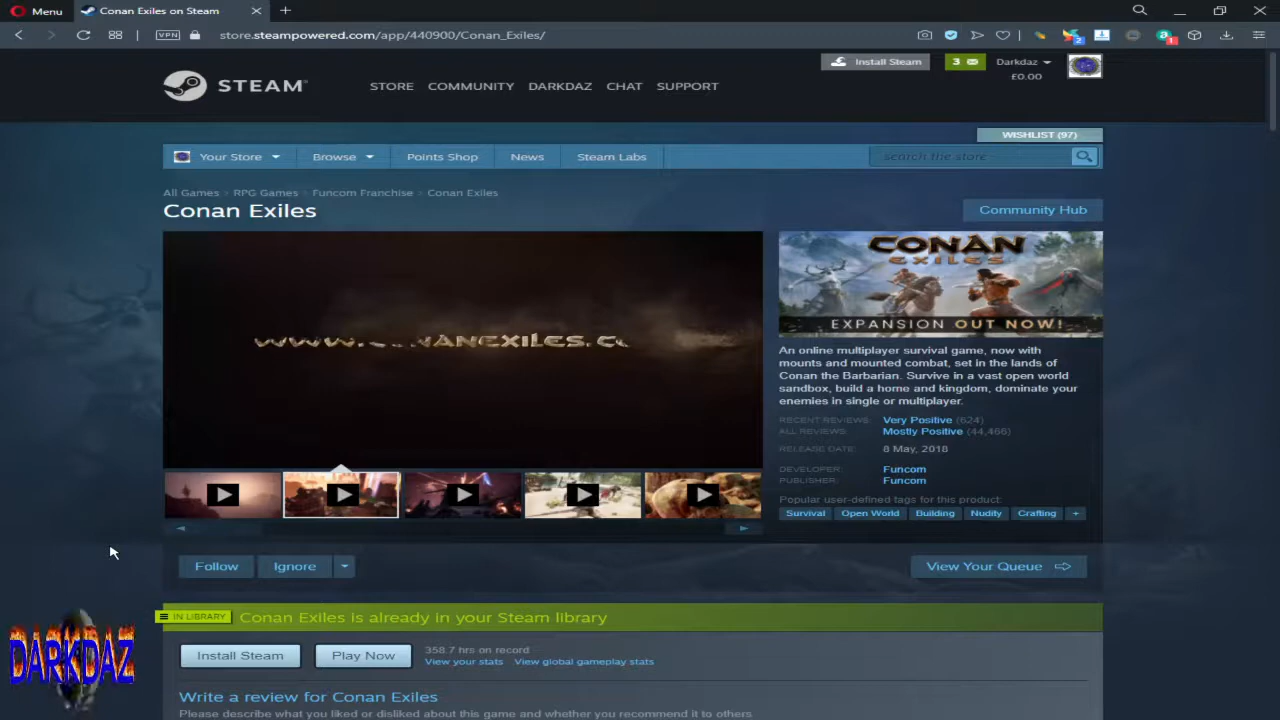 Menu
Conan Exiles on Steam
VPN
store.steampowered.com/app/440900/Conan_Exiles/
2
1
Install Steam
3
Darkdaz
£0.00
STEAM
STORE COMMUNITY DARKDAZ CHAT SUPPORT
WISHLIST (97)
Your Store Browse Points Shop News Steam Labs
search the store
All Games > RPG Games > Funcom Franchise > Conan Exiles
Conan Exiles
Community Hub
CONAN
EXILES
EXPANSION OUT NOW!
An online multiplayer survival game, now with
mounts and mounted combat, set in the lands of
Conan the Barbarian. Survive in a vast open world
sandbox, build a home and kingdom, dominate your
enemies in single or multiplayer.
RECENT REVIEWS: Very Positive (624)
ALL REVIEWS: Mostly Positive (44,466)
RELEASE DATE: 8 May, 2018
DEVELOPER: Funcom
PUBLISHER: Funcom
Popular user-defined tags for this product:
Survival Open World Building Nudity Crafting +
Follow Ignore
View Your Queue
IN LIBRARY
Conan Exiles is already in your Steam library
Install Steam
Play Now
358.7 hrs on record
View your stats View global gameplay stats
Write a review for Conan Exiles
Please describe what you liked or disliked about this game and whether you recommend it to others
DARKDAZ